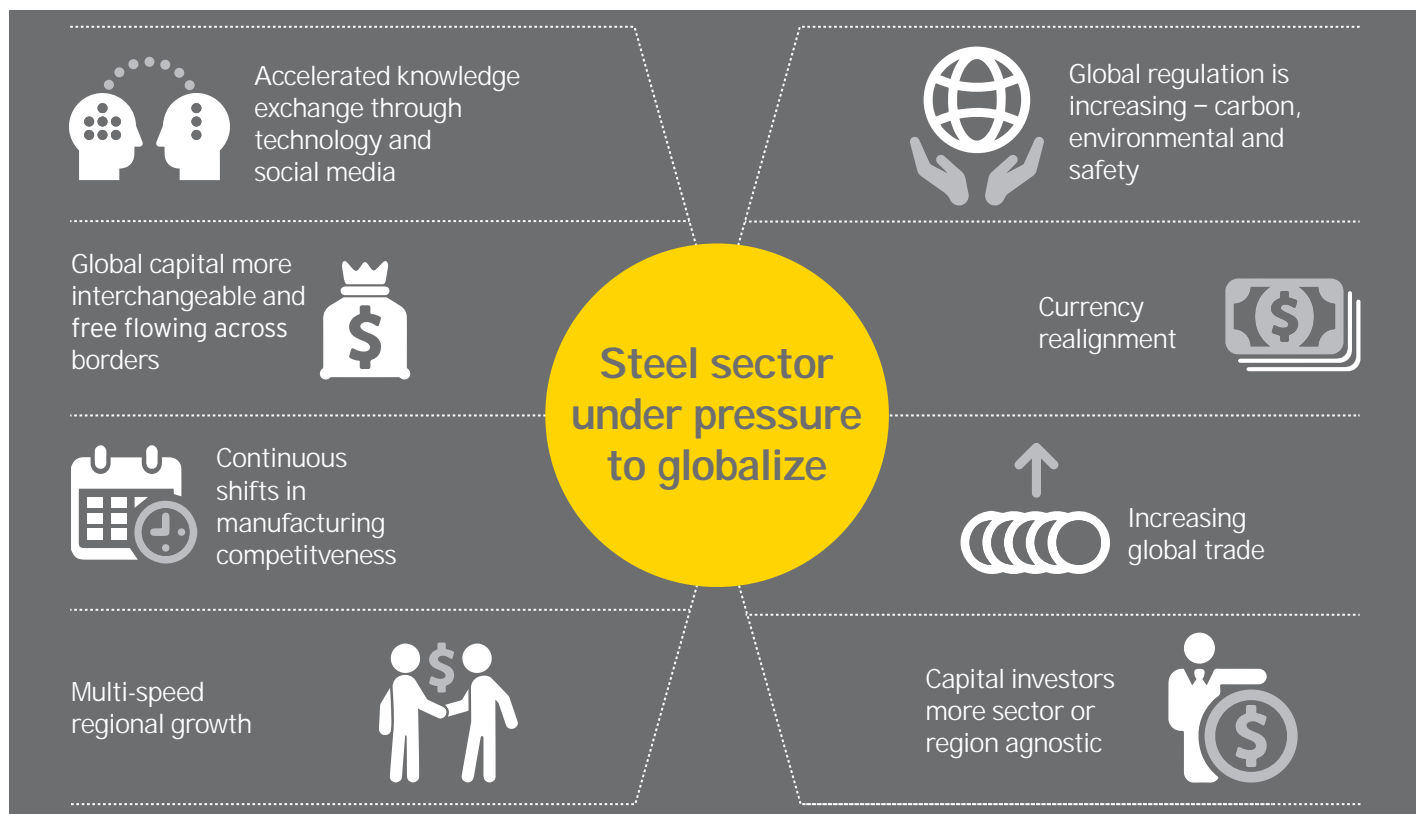 Accelerated knowledge
exchange through
technology and
social media
Global capital more
interchangeable and
free flowing across
borders
$
Continuous
shifts in
manufacturing
competitveness
Multi-speed
regional growth
$
Steel sector
under pressure
to globalize
Global regulation is
increasing – carbon,
environmental and
safety
Currency
realignment
$
Increasing
global trade
Capital investors
more sector or
region agnostic
$